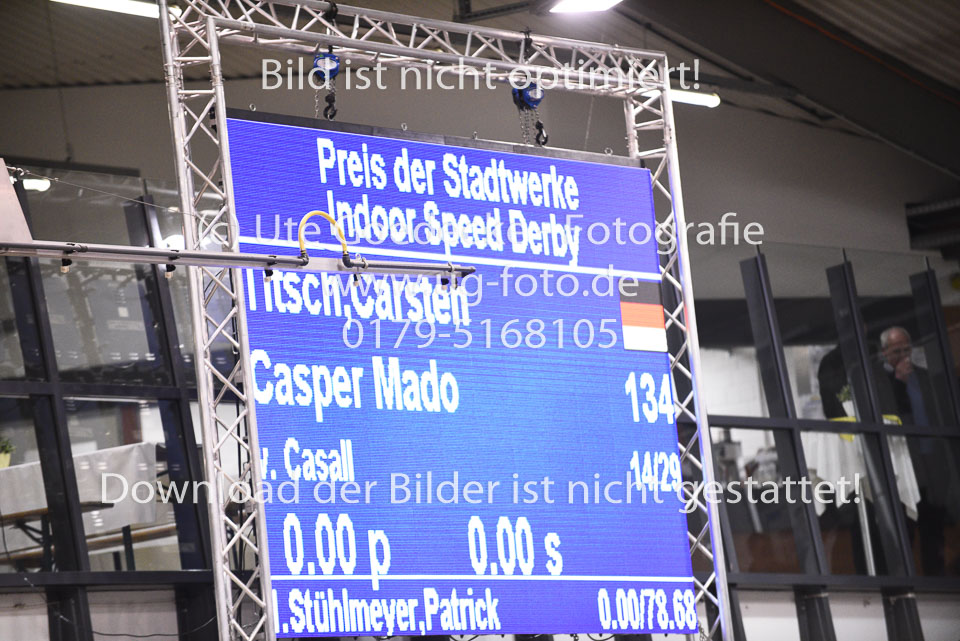 Bild ist nicht optimiert!
Preis der Stadtwerke
Indoor Speed Derby
© Ute Fotografie
www.ug-foto.de
Titsch,Carsten
0179-5168105
Casper Mado 134
v. Casall 14/29
Download der Bilder ist nicht gestattet!
0.00 p 0.00 s
1.Stühlmeyer,Patrick 0.00/78.68